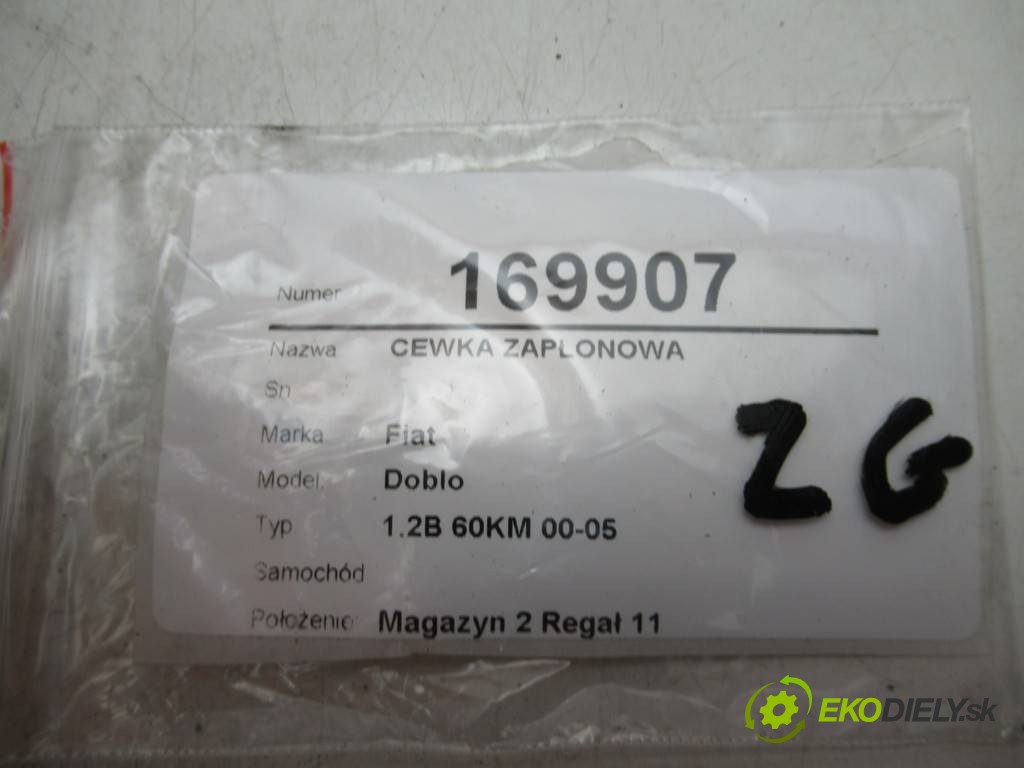 Numer 169907
Nazwa CEWKA ZAPŁONOWA
Sn
Marka Fiat
Model Doblo
Typ 1.2B 60KM 00-05
Samochód
Położenie Magazyn 2 Regał 11
ZG
EKODIELY.sk